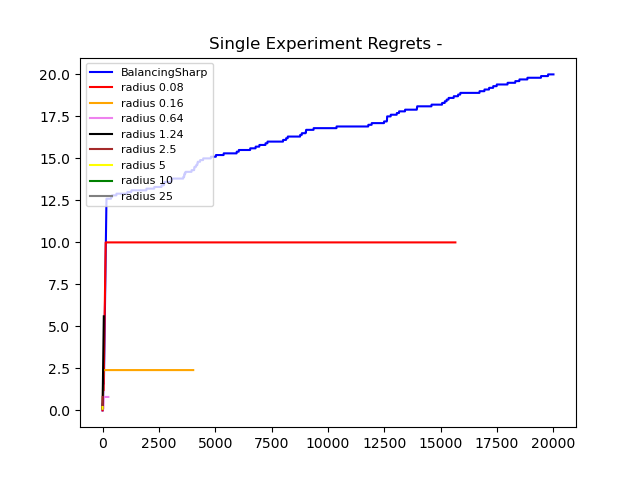 Single Experiment Regrets -
BalancingSharp
radius 0.08
radius 0.16
radius 0.64
radius 1.24
radius 2.5
radius 5
radius 10
radius 25
20.0
17.5
15.0
12.5
10.0
7.5
5.0
2.5
0.0
0 2500 5000 7500 10000 12500 15000 17500 20000